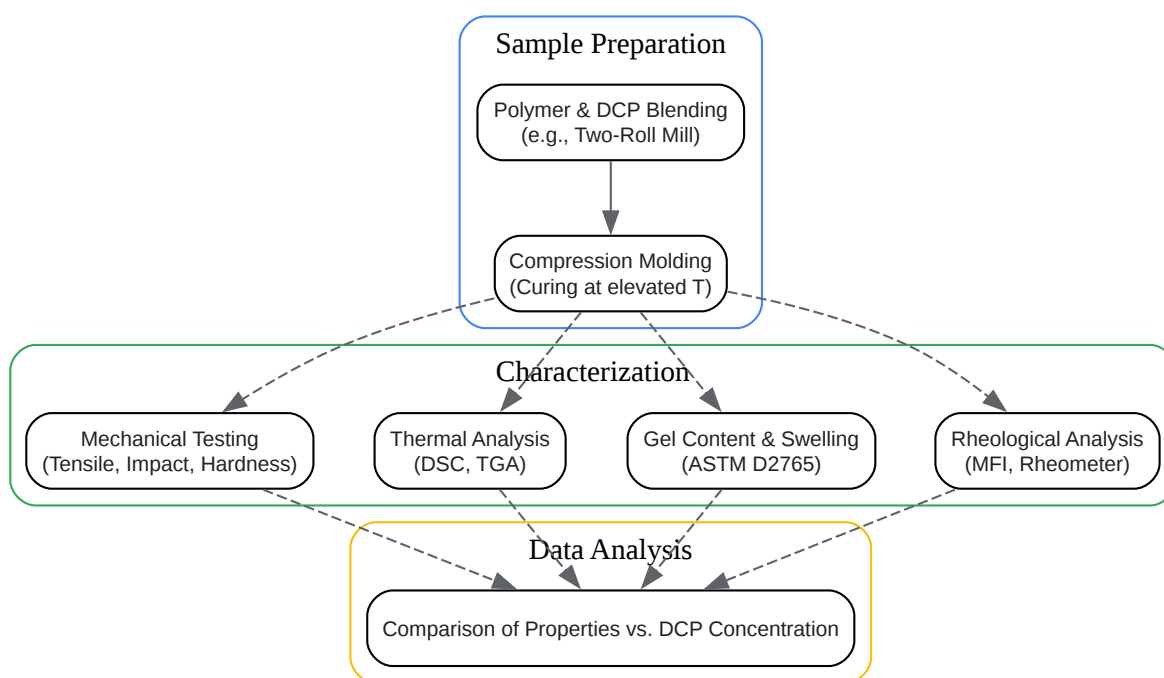 Sample Preparation
Polymer & DCP Blending
(e.g., Two-Roll Mill)
Compression Molding
(Curing at elevated T)
Characterization
Mechanical Testing
(Tensile, Impact, Hardness)
Thermal Analysis
(DSC, TGA)
Gel Content & Swelling
(ASTM D2765)
Rheological Analysis
(MFI, Rheometer)
Data Analysis
Comparison of Properties vs. DCP Concentration